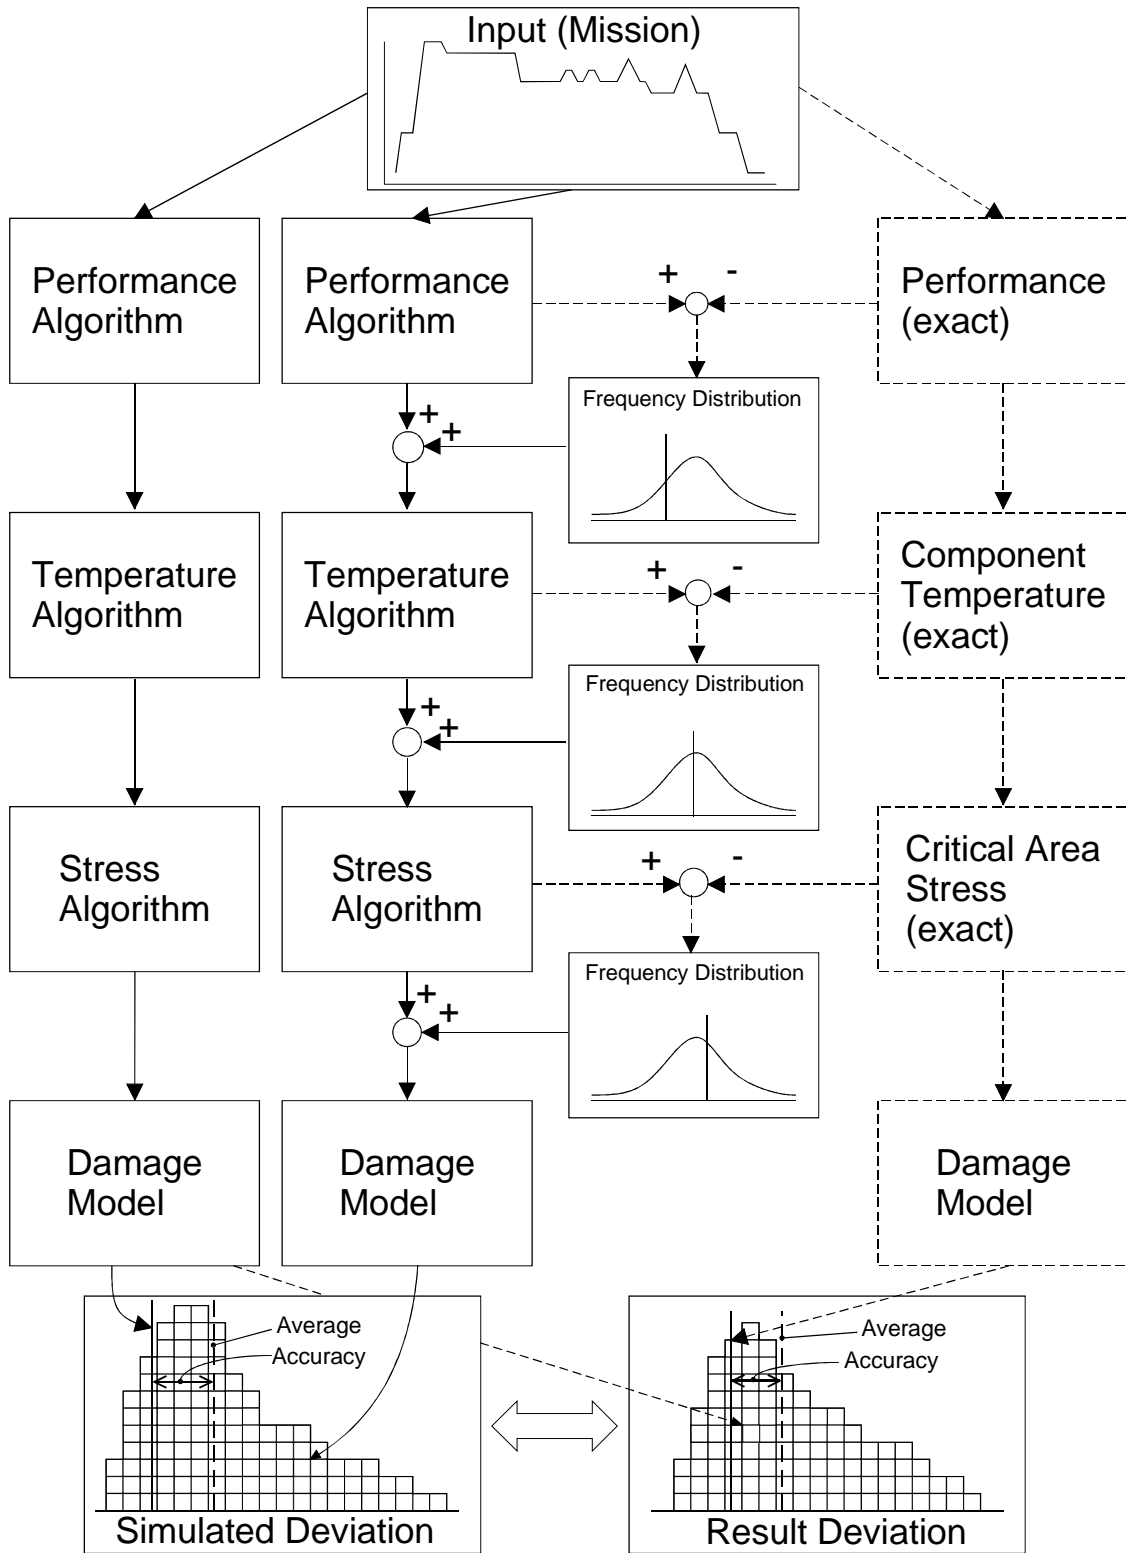 Input (Mission)
Performance
Algorithm
Performance
Algorithm
+
-
Performance
(exact)
Frequency Distribution
+
+
Temperature
Algorithm
Temperature
Algorithm
+
-
Component
Temperature
(exact)
Frequency Distribution
+
+
Stress
Algorithm
Stress
Algorithm
+
-
Critical Area
Stress
(exact)
Frequency Distribution
+
+
Damage
Model
Damage
Model
Damage
Model
Average
Accuracy
Simulated Deviation
Average
Accuracy
Result Deviation